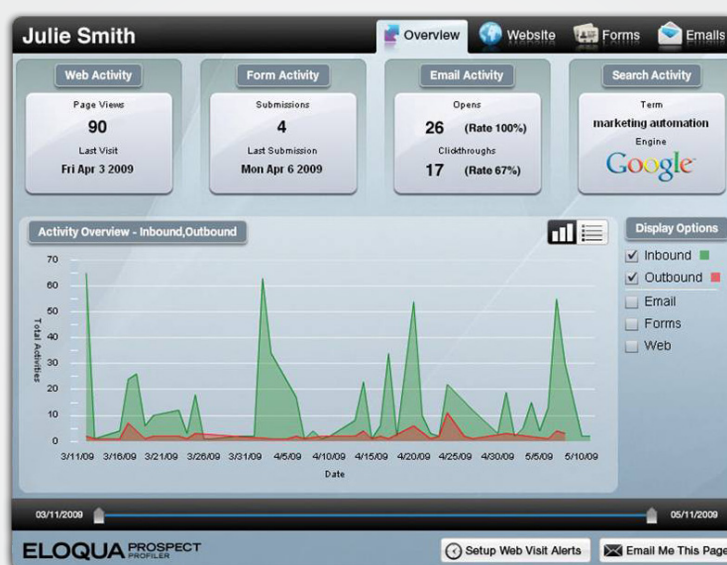 Julie Smith
Overview
Website
Forms
Emails
Web Activity
Page Views
90
Last Visit
Fri Apr 3 2009
Form Activity
Submissions
4
Last Submission
Mon Apr 6 2009
Email Activity
Opens
26 (Rate 100%)
Clickthroughs
17 (Rate 67%)
Search Activity
Term
marketing automation
Engine
Google
Activity Overview - Inbound,Outbound
70
60
50
40
30
20
10
0
Total Activities
3/11/09 3/16/09 3/21/09 3/26/09 3/31/09 4/5/09 4/10/09 4/15/09 4/20/09 4/25/09 4/30/09 5/5/09 5/10/09
Date
Display Options
Inbound
Outbound
Email
Forms
Web
03/11/2009
05/11/2009
ELOQUA PROSPECT PROFILER
Setup Web Visit Alerts
Email Me This Page